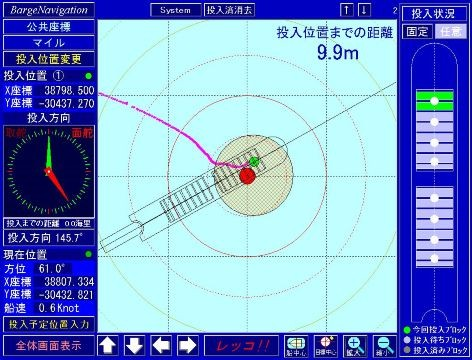 BargeNavigation
System
投入済消去
↑
↓
2
投入状況
公共座標
マイル
投入位置変更
固定
任意
投入位置までの距離
9.9m
投入位置 ①
X座標 38798.500
Y座標 -30437.270
投入方向
取舵
面舵
投入までの距離 0.0海里
投入方向 145.7°
現在位置
方位 61.0°
X座標 38807.334
Y座標 -30432.821
船速 0.6Knot
投入予定位置入力
全体画面表示
レッコ!!
船中心
目標中心
拡大
縮小
今回投入ブロック
投入待ちブロック
投入済みブロック